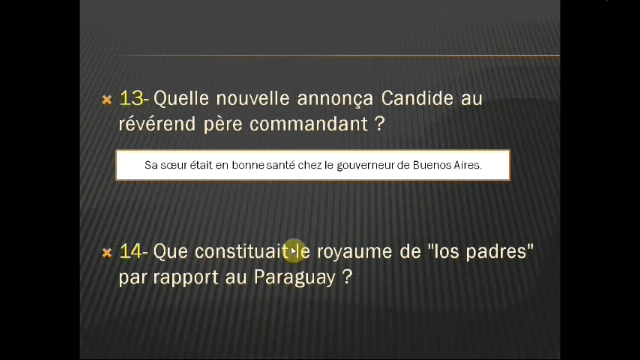 13- Quelle nouvelle annonça Candide au
révérend père commandant ?
Sa sœur était en bonne santé chez le gouverneur de Buenos Aires.
14- Que constituait le royaume de "los padres"
par rapport au Paraguay ?